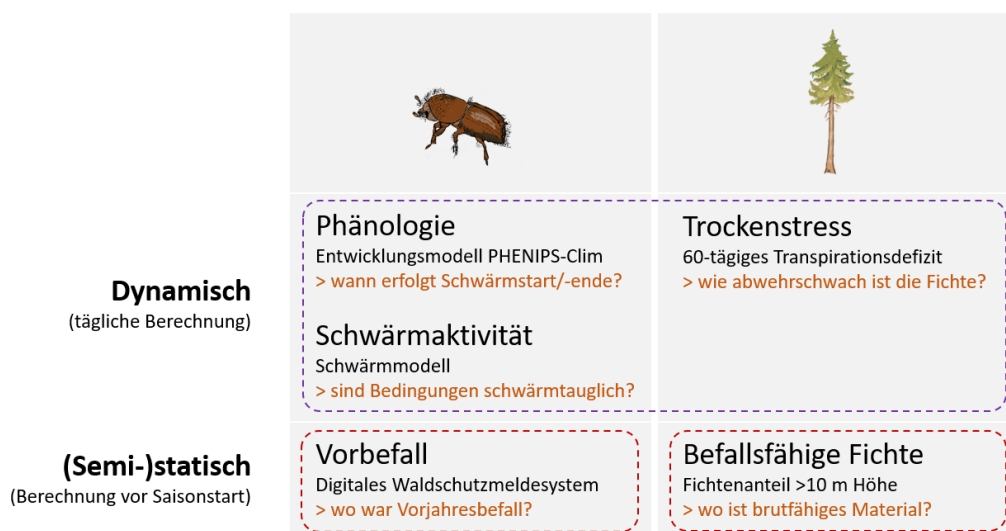 Dynamisch
(tägliche Berechnung)
Phänologie
Entwicklungsmodell PHENIPS-Clim
> wann erfolgt Schwärmstart/-ende?
Schwärmaktivität
Schwärmmodell
> sind Bedingungen schwärmtauglich?
Trockenstress
60-tägiges Transpirationsdefizit
> wie abwehrschwach ist die Fichte?
(Semi-)statisch
(Berechnung vor Saisonstart)
Vorbefall
Digitales Waldschutzmeldesystem
> wo war Vorjahresbefall?
Befallsfähige Fichte
Fichtenanteil >10 m Höhe
> wo ist brutfähiges Material?